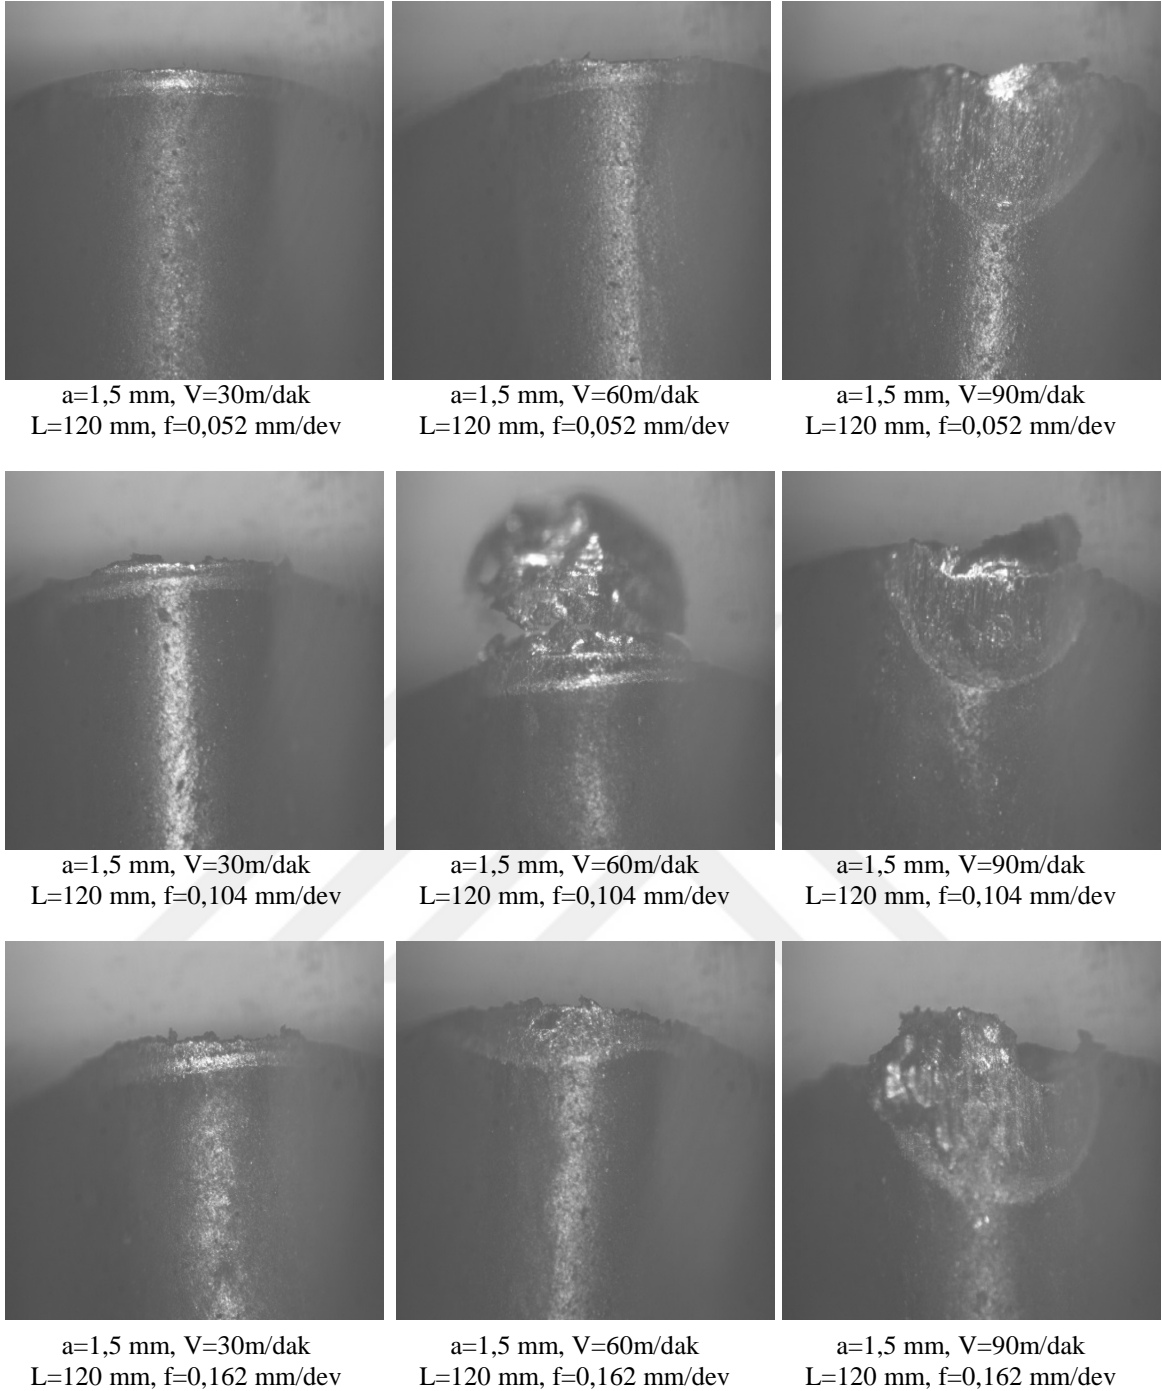 a=1,5 mm, V=30m/dak
L=120 mm, f=0,052 mm/dev
a=1,5 mm, V=60m/dak
L=120 mm, f=0,052 mm/dev
a=1,5 mm, V=90m/dak
L=120 mm, f=0,052 mm/dev
a=1,5 mm, V=30m/dak
L=120 mm, f=0,104 mm/dev
a=1,5 mm, V=60m/dak
L=120 mm, f=0,104 mm/dev
a=1,5 mm, V=90m/dak
L=120 mm, f=0,104 mm/dev
a=1,5 mm, V=30m/dak
L=120 mm, f=0,162 mm/dev
a=1,5 mm, V=60m/dak
L=120 mm, f=0,162 mm/dev
a=1,5 mm, V=90m/dak
L=120 mm, f=0,162 mm/dev